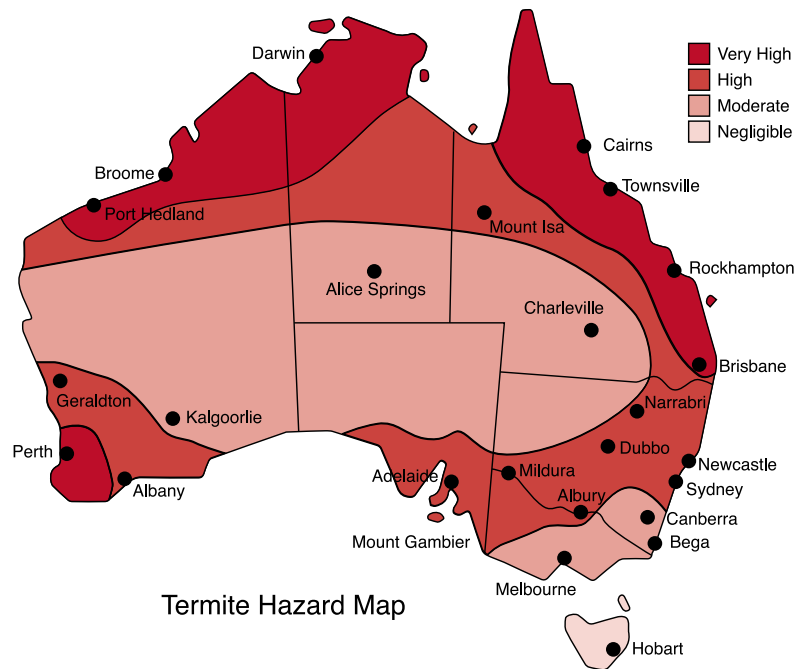 Darwin
Very High
High
Moderate
Negligible
Cairns
Broome
Townsville
Port Hedland
Mount Isa
Rockhampton
Alice Springs
Charleville
Brisbane
Geraldton
Narrabri
Kalgoorlie
Dubbo
Perth
Newcastle
Mildura
Adelaide
Sydney
Albany
Albury
Canberra
Mount Gambier
Bega
Melbourne
Termite Hazard Map
Hobart